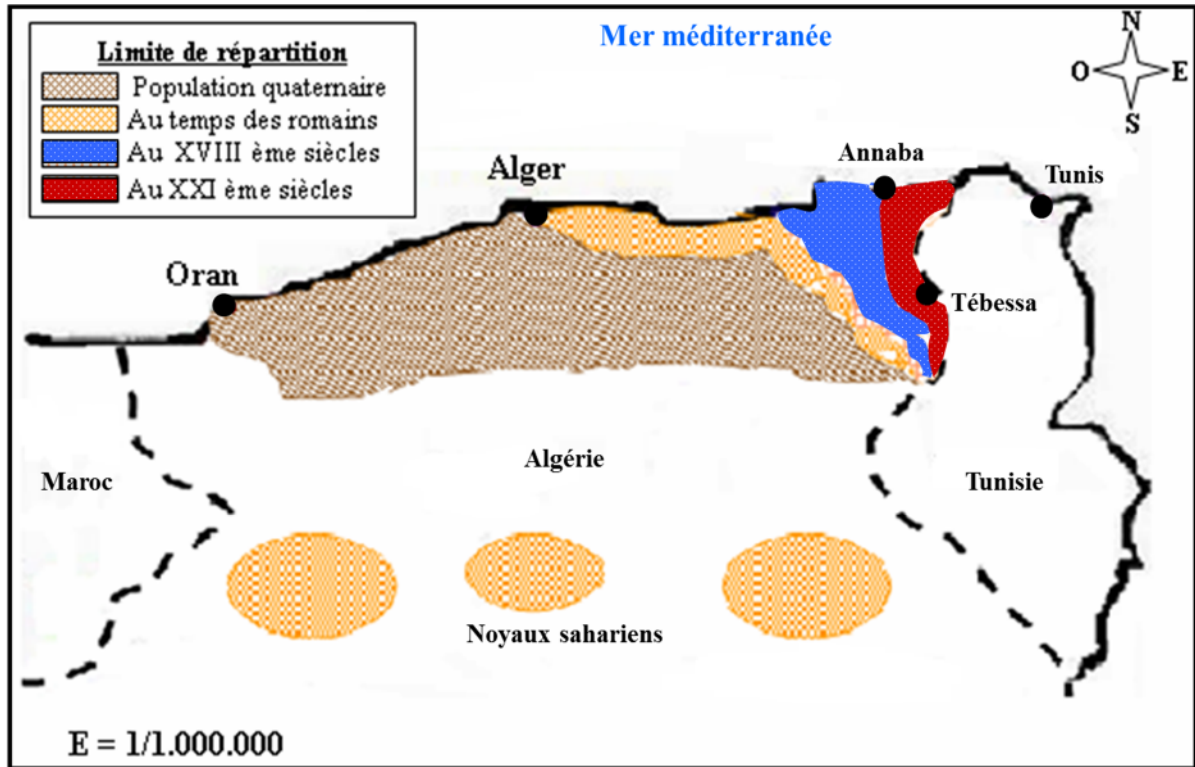 Limite de répartition
Population quaternaire
Au temps des romains
Au XVIII ème siècles
Au XXI ème siècles
Mer méditerranée
N
O
E
S
Alger
Annaba
Tunis
Oran
Tébessa
Maroc
Algérie
Tunisie
Noyaux sahariens
E = 1/1.000.000